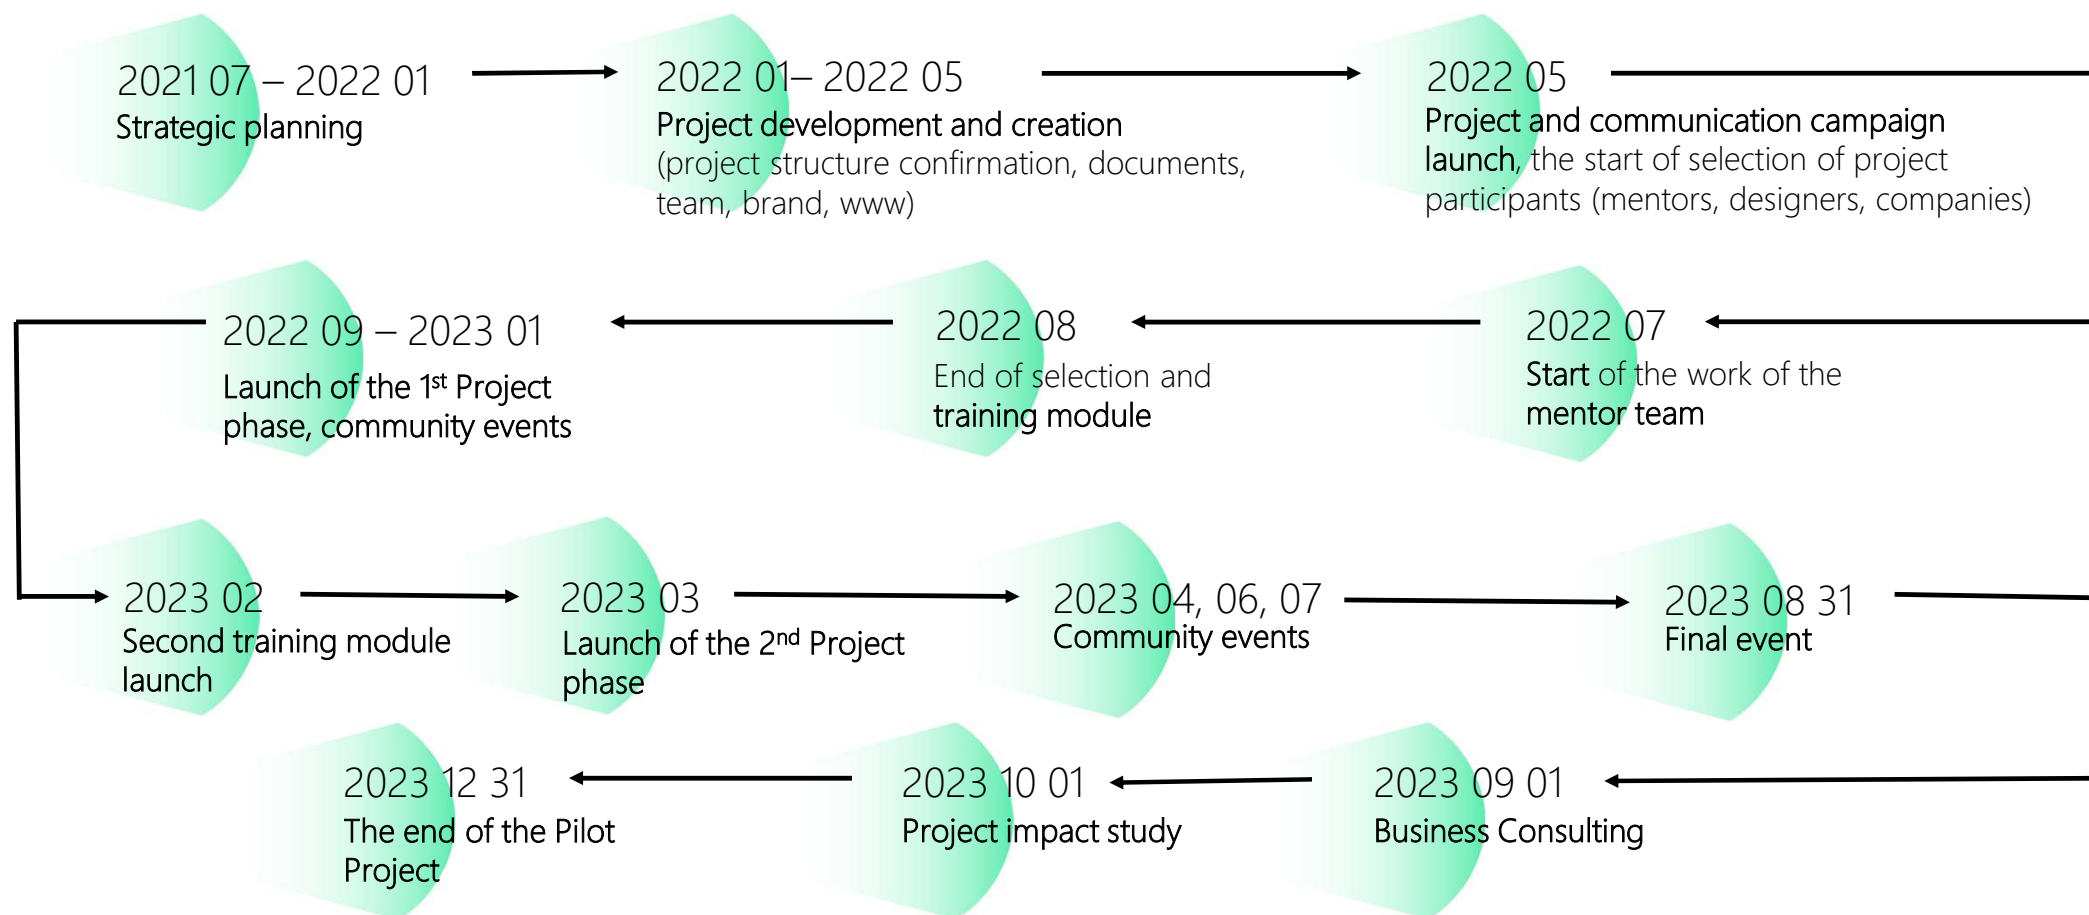 2021 07 – 2022 01
Strategic planning
2022 01– 2022 05
Project development and creation
(project structure confirmation, documents,
team, brand, www)
2022 05
Project and communication campaign
launch, the start of selection of project
participants (mentors, designers, companies)
2022 07
Start of the work of the
mentor team
2022 08
End of selection and
training module
2022 09 – 2023 01
Launch of the 1st Project
phase, community events
2023 02
Second training module
launch
2023 03
Launch of the 2nd Project
phase
2023 04, 06, 07
Community events
2023 08 31
Final event
2023 09 01
Business Consulting
2023 10 01
Project impact study
2023 12 31
The end of the Pilot
Project